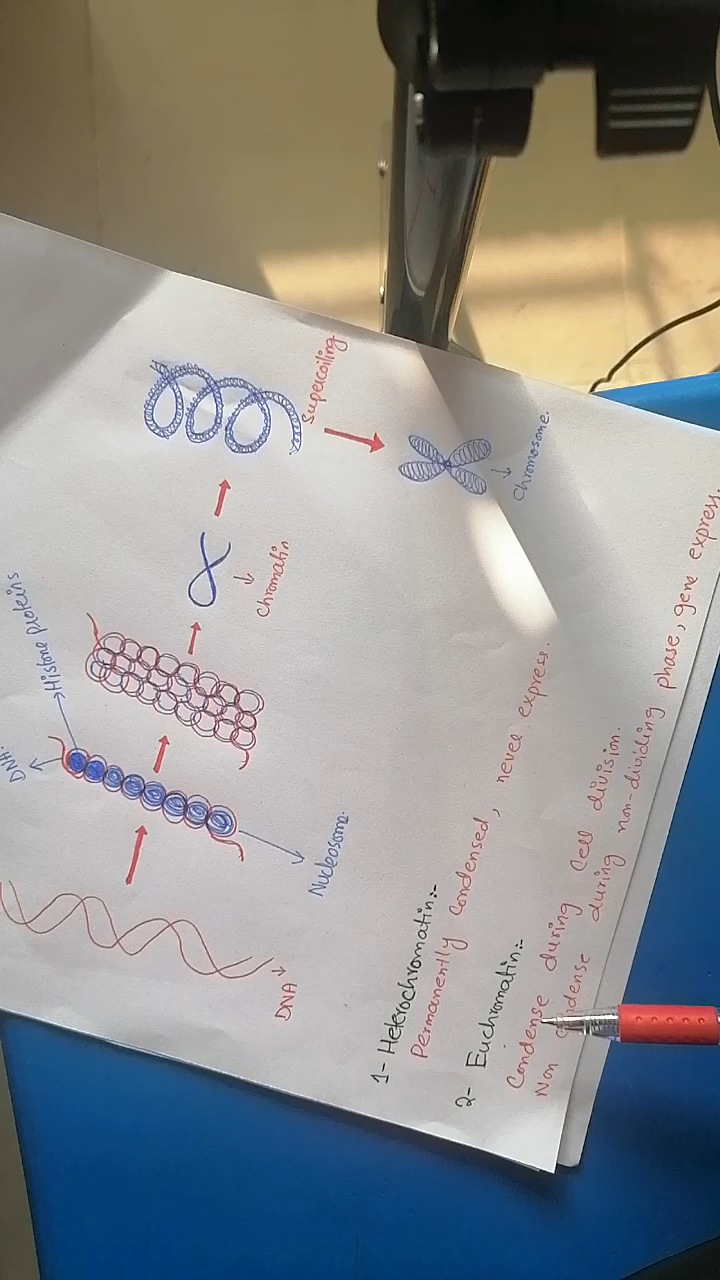 DNA
DNA.
Histone proteins
Nucleosome.
Chromatin
Supercoiling
Chromosome.
1- Heterochromatin:-
Permanently condensed, never express.
2- Euchromatin:-
Condense during cell division.
Non condense during non-dividing phase, gene express.